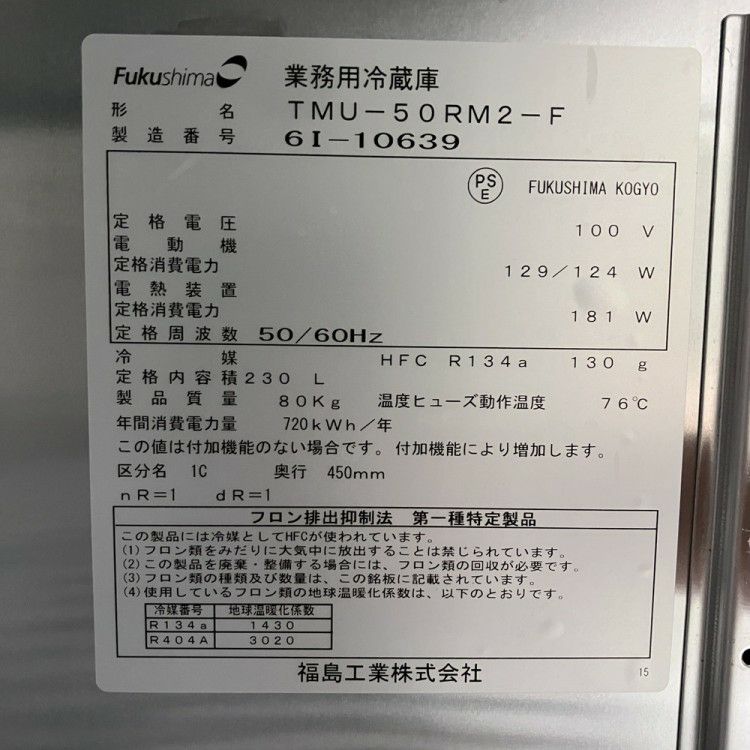 Fukushima 業務用冷蔵庫
形名 TMU-50RM2-F
製造番号 6I-10639
PSE FUKUSHIMA KOGYO
定格電圧 100 V
電動機
定格消費電力 129/124 W
電熱装置
定格消費電力 181 W
定格周波数 50/60Hz
冷媒 HFC R134a 130 g
定格内容積 230 L
製品質量 80Kg 温度ヒューズ動作温度 76℃
年間消費電力量 720kWh/年
この値は付加機能のない場合です。付加機能により増加します。
区分名 1C 奥行 450mm
nR=1 dR=1
フロン排出抑制法 第一種特定製品
この製品には冷媒としてHFCが使われています。
(1)フロン類をみだりに大気中に放出することは禁じられています。
(2)この製品を廃棄・整備する場合には、フロン類の回収が必要です。
(3)フロン類の種類及び数量は、この銘板に記載されています。
(4)使用しているフロン類の地球温暖化係数は、以下のとおりです。
冷媒番号 地球温暖化係数
R134a 1430
R404A 3020
福島工業株式会社
15